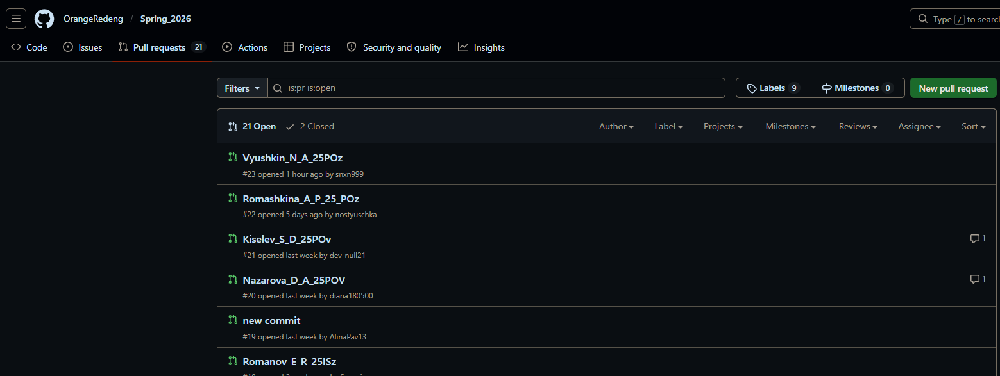 OrangeRedeng / Spring_2026
Type / to search
Code Issues Pull requests 21 Actions Projects Security and quality Insights
Filters is:pr is:open Labels 9 Milestones 0 New pull request
21 Open 2 Closed Author Label Projects Milestones Reviews Assignee Sort
Vyushkin_N_A_25POz
#23 opened 1 hour ago by snxn999
Romashkina_A_P_25_POz
#22 opened 5 days ago by nostyuschka
Kiselev_S_D_25POv 1
#21 opened last week by dev-null21
Nazarova_D_A_25POV 1
#20 opened last week by diana180500
new commit
#19 opened last week by AlinaPav13
Romanov_E_R_25ISz